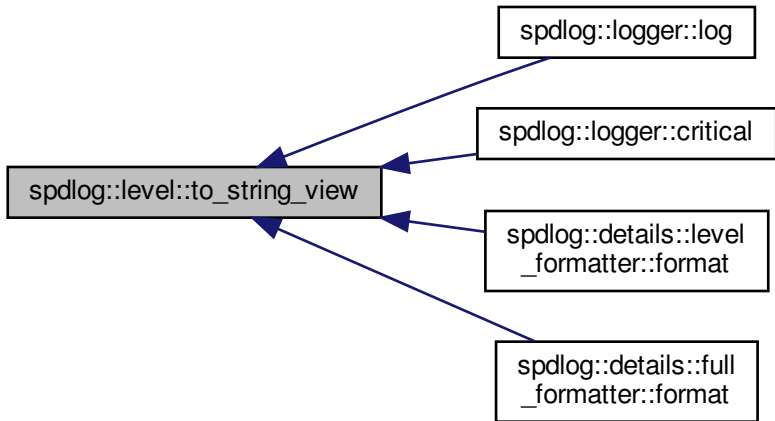 spdlog::logger::log
spdlog::logger::critical
spdlog::level::to_string_view
spdlog::details::level
_formatter::format
spdlog::details::full
_formatter::format